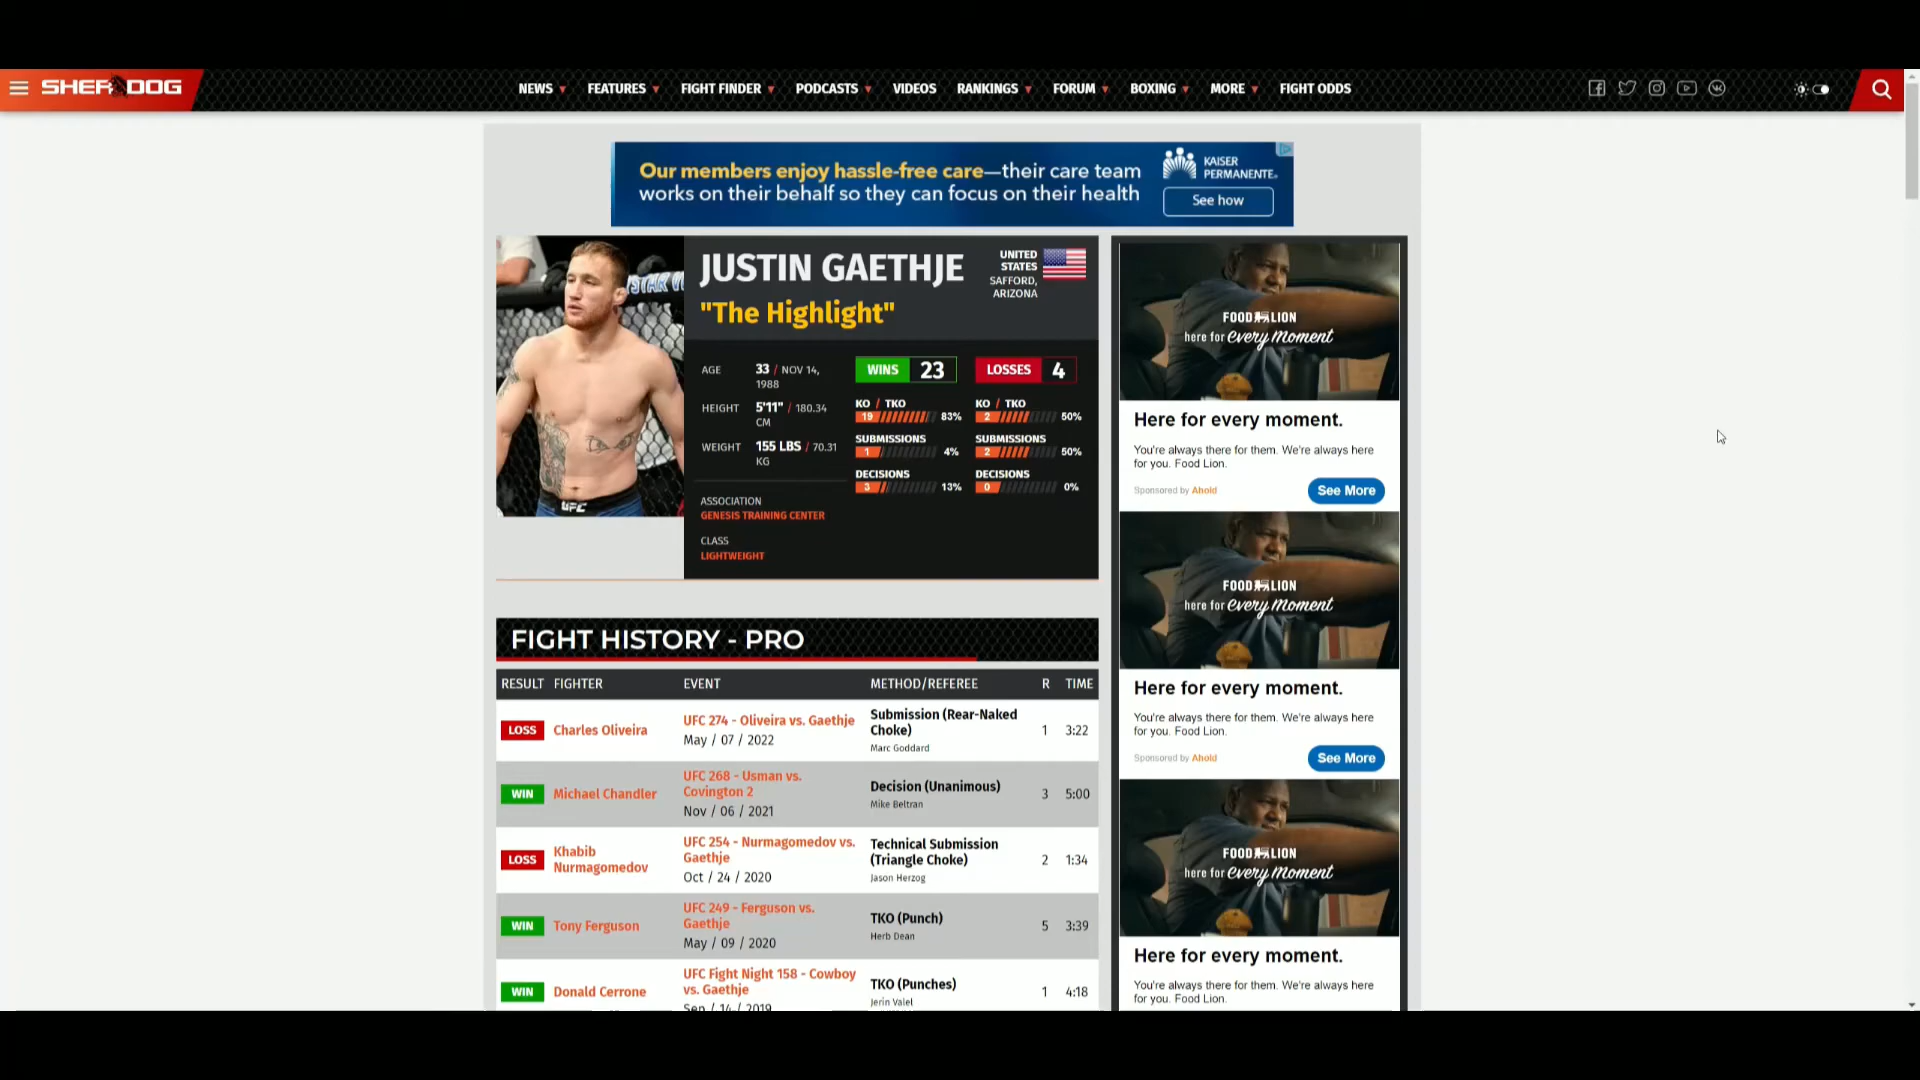 SHERDOG
NEWS FEATURES FIGHT FINDER PODCASTS VIDEOS RANKINGS FORUM BOXING MORE FIGHT ODDS
Our members enjoy hassle-free care—their care team
works on their behalf so they can focus on their health
KAISER
PERMANENTE®
See how
JUSTIN GAETHJE
"The Highlight"
UNITED
STATES
SAFFORD,
ARIZONA
AGE 33 / NOV 14,
1988
HEIGHT 5'11" / 180.34
CM
WEIGHT 155 LBS / 70.31
KG
ASSOCIATION
GENESIS TRAINING CENTER
CLASS
LIGHTWEIGHT
WINS 23
KO / TKO
19 83%
SUBMISSIONS
1 4%
DECISIONS
3 13%
LOSSES 4
KO / TKO
2 50%
SUBMISSIONS
2 50%
DECISIONS
0 0%
UFC
FIGHT HISTORY - PRO
RESULT FIGHTER EVENT METHOD/REFEREE R TIME
LOSS Charles Oliveira UFC 274 - Oliveira vs. Gaethje
May / 07 / 2022 Submission (Rear-Naked
Choke)
Marc Goddard 1 3:22
WIN Michael Chandler UFC 268 - Usman vs.
Covington 2
Nov / 06 / 2021 Decision (Unanimous)
Mike Beltran 3 5:00
LOSS Khabib
Nurmagomedov UFC 254 - Nurmagomedov vs.
Gaethje
Oct / 24 / 2020 Technical Submission
(Triangle Choke)
Jason Herzog 2 1:34
WIN Tony Ferguson UFC 249 - Ferguson vs.
Gaethje
May / 09 / 2020 TKO (Punch)
Herb Dean 5 3:39
WIN Donald Cerrone UFC Fight Night 158 - Cowboy
vs. Gaethje
Sep / 14 / 2019 TKO (Punches)
Jerin Valel 1 4:18
FOOD LION
here for every moment
Here for every moment.
You're always there for them. We're always here
for you. Food Lion.
Sponsored by Ahold
See More
FOOD LION
here for every moment
Here for every moment.
You're always there for them. We're always here
for you. Food Lion.
Sponsored by Ahold
See More
FOOD LION
here for every moment
Here for every moment.
You're always there for them. We're always here
for you. Food Lion.